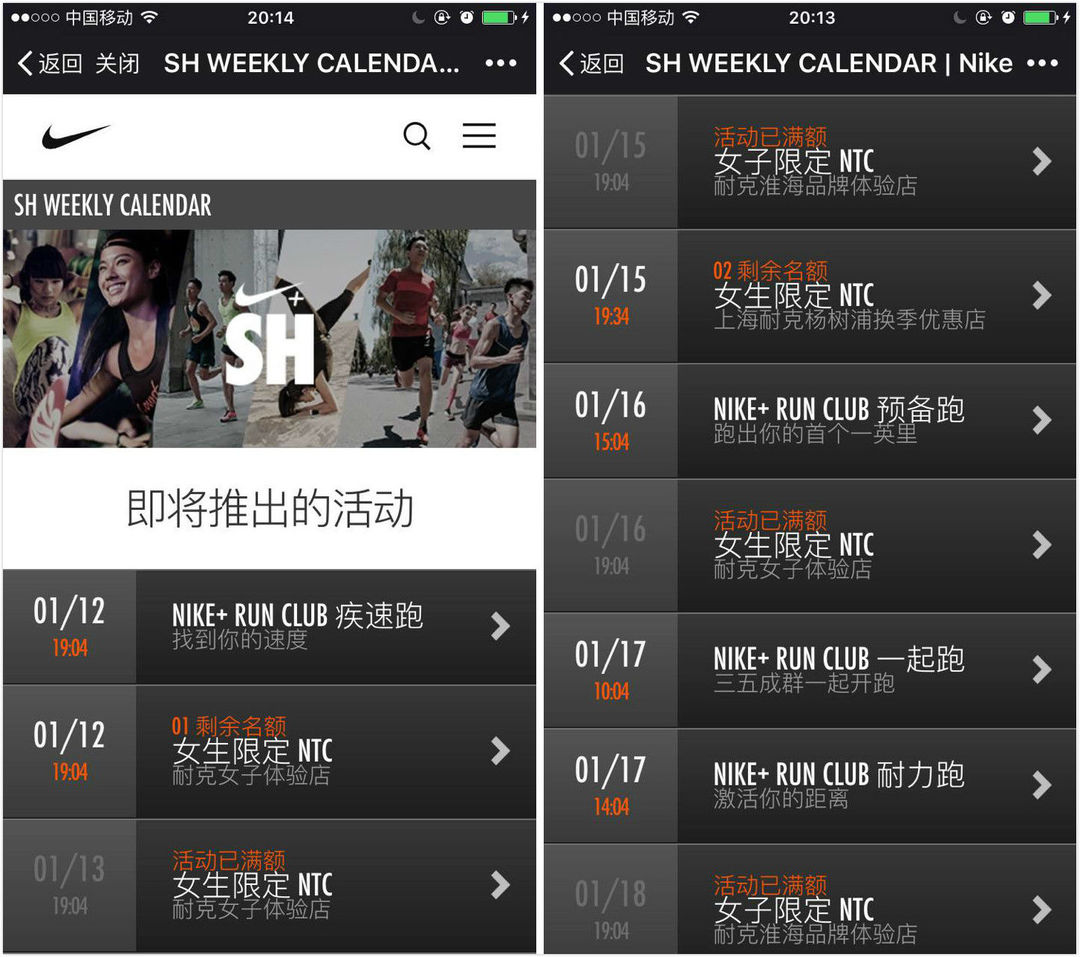 中国移动 20:14
返回 关闭 SH WEEKLY CALENDA...
SH WEEKLY CALENDAR
SH
即将推出的活动
01/12
19:04
NIKE+ RUN CLUB 疾速跑
找到你的速度
01/12
19:04
01 剩余名额
女生限定 NTC
耐克女子体验店
01/13
19:04
活动已满额
女生限定 NTC
耐克女子体验店
中国移动 20:13
返回 SH WEEKLY CALENDAR | Nike
01/15
19:04
活动已满额
女子限定 NTC
耐克淮海品牌体验店
01/15
19:34
02 剩余名额
女生限定 NTC
上海耐克杨树浦换季优惠店
01/16
15:04
NIKE+ RUN CLUB 预备跑
跑出你的首个一英里
01/16
19:04
活动已满额
女生限定 NTC
耐克女子体验店
01/17
10:04
NIKE+ RUN CLUB 一起跑
三五成群一起开跑
01/17
14:04
NIKE+ RUN CLUB 耐力跑
激活你的距离
01/18
19:04
活动已满额
女子限定 NTC
耐克淮海品牌体验店